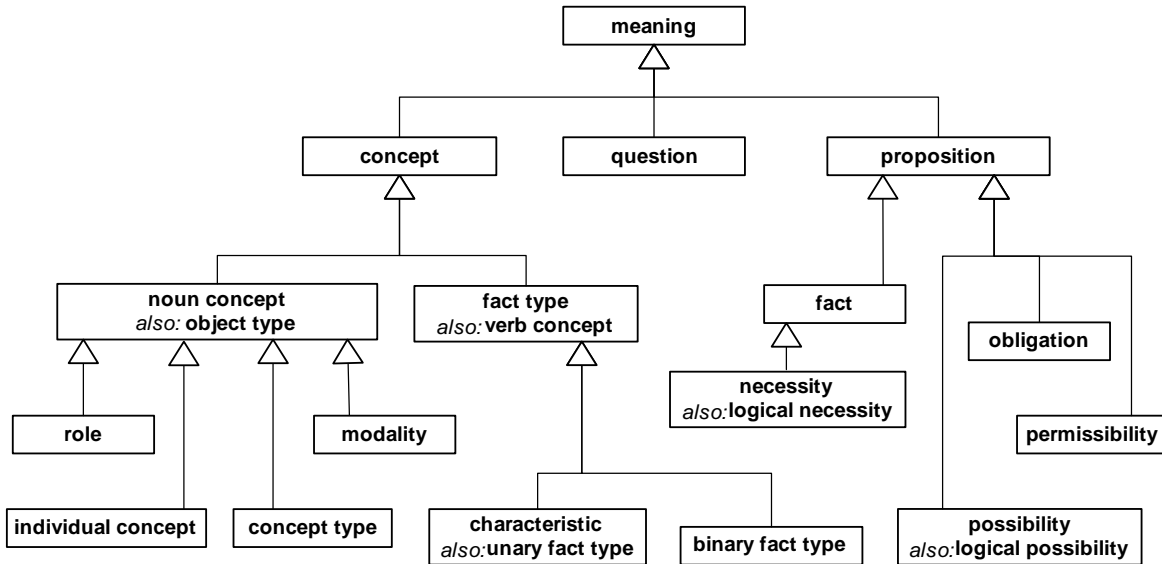 meaning
concept
question
proposition
noun concept
also: object type
fact type
also: verb concept
fact
obligation
necessity
also:logical necessity
role
modality
permissibility
individual concept
concept type
characteristic
also:unary fact type
binary fact type
possibility
also:logical possibility